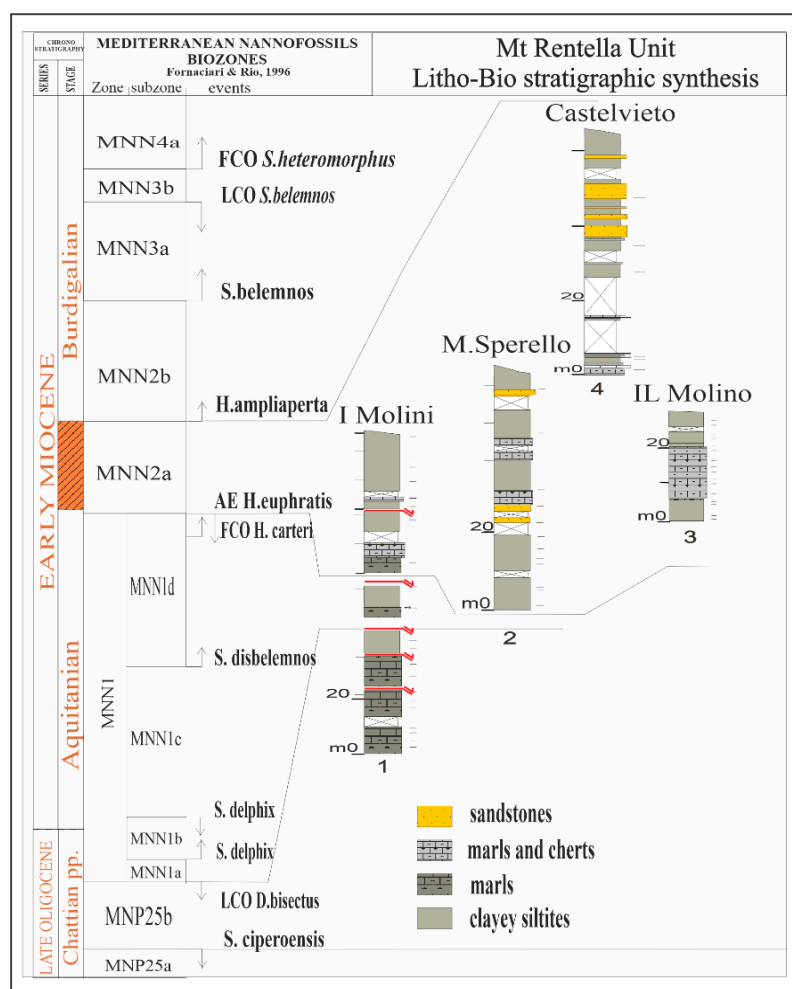 CHRONO
STRATIGRAPHY
SERIES
STAGE
MEDITERRANEAN NANNOFOSSILS
BIOZONES
Fornaciari & Rio, 1996
Zone subzone events
Mt Rentella Unit
Litho-Bio stratigraphic synthesis
EARLY MIOCENE
LATE OLIGOCENE
Burdigalian
Aquitanian
Chattian pp.
MNN4a
MNN3b
MNN3a
MNN2b
MNN2a
MNN1
MNN1d
MNN1c
MNN1b
MNN1a
MNP25b
MNP25a
FCO S.heteromorphus
LCO S.belemnos
S.belemnos
H.ampliaperta
AE H.euphratis
FCO H. carteri
S. disbelemnos
S. delphix
S. delphix
LCO D.bisectus
S. ciperoensis
I Molini
20
m0
1
M.Sperello
20
m0
2
Castelvieto
20
m0
4
IL Molino
20
m0
3
sandstones
marls and cherts
marls
clayey siltites